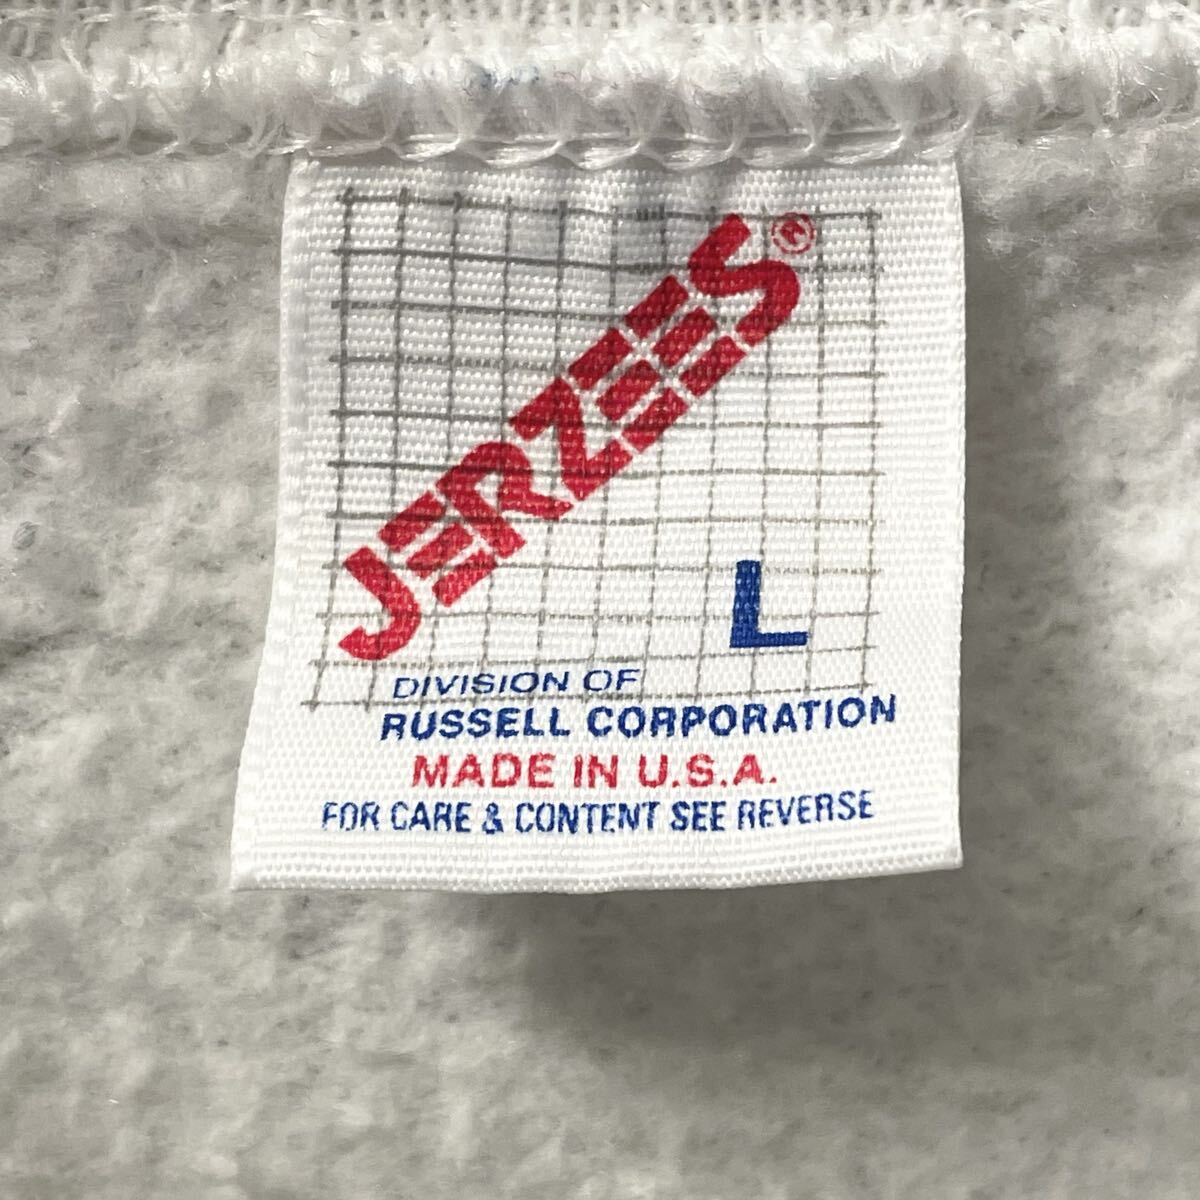 JERZEES®
L
DIVISION OF
RUSSELL CORPORATION
MADE IN U.S.A.
FOR CARE & CONTENT SEE REVERSE